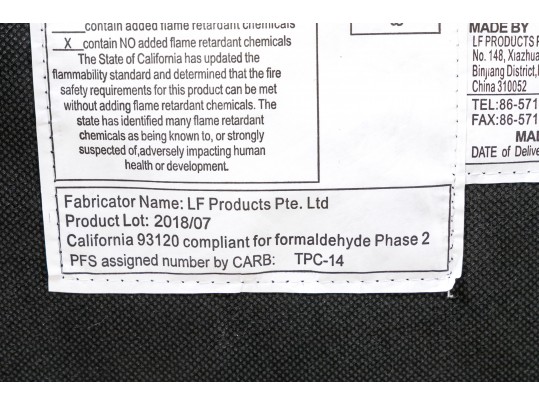 contain added flame retardant chemicals
X contain NO added flame retardant chemicals
The State of California has updated the
flammability standard and determined that the fire
safety requirements for this product can be met
without adding flame retardant chemicals. The
state has identified many flame retardant
chemicals as being known to, or strongly
suspected of,adversely impacting human
health or development.
Fabricator Name: LF Products Pte. Ltd
Product Lot: 2018/07
California 93120 compliant for formaldehyde Phase 2
PFS assigned number by CARB: TPC-14
MADE BY
LF PRODUCTS
No. 148, Xiazhua
Binjiang District,
China 310052
TEL:86-571
FAX:86-571
MA
DATE of Delive